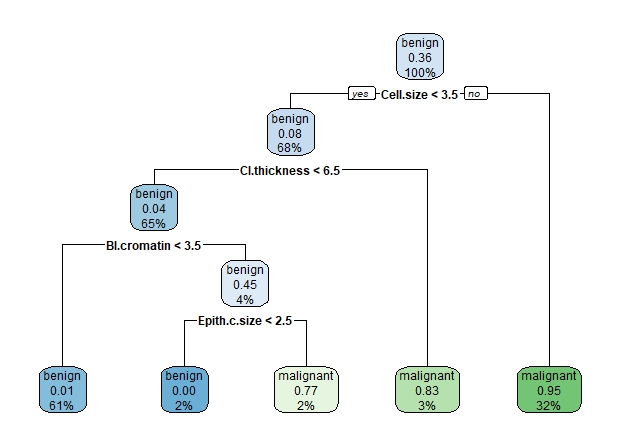 benign
0.36
100%
yes Cell.size < 3.5 no
benign
0.08
68%
Cl.thickness < 6.5
benign
0.04
65%
Bl.cromatin < 3.5
benign
0.45
4%
Epith.c.size < 2.5
benign
0.01
61%
benign
0.00
2%
malignant
0.77
2%
malignant
0.83
3%
malignant
0.95
32%